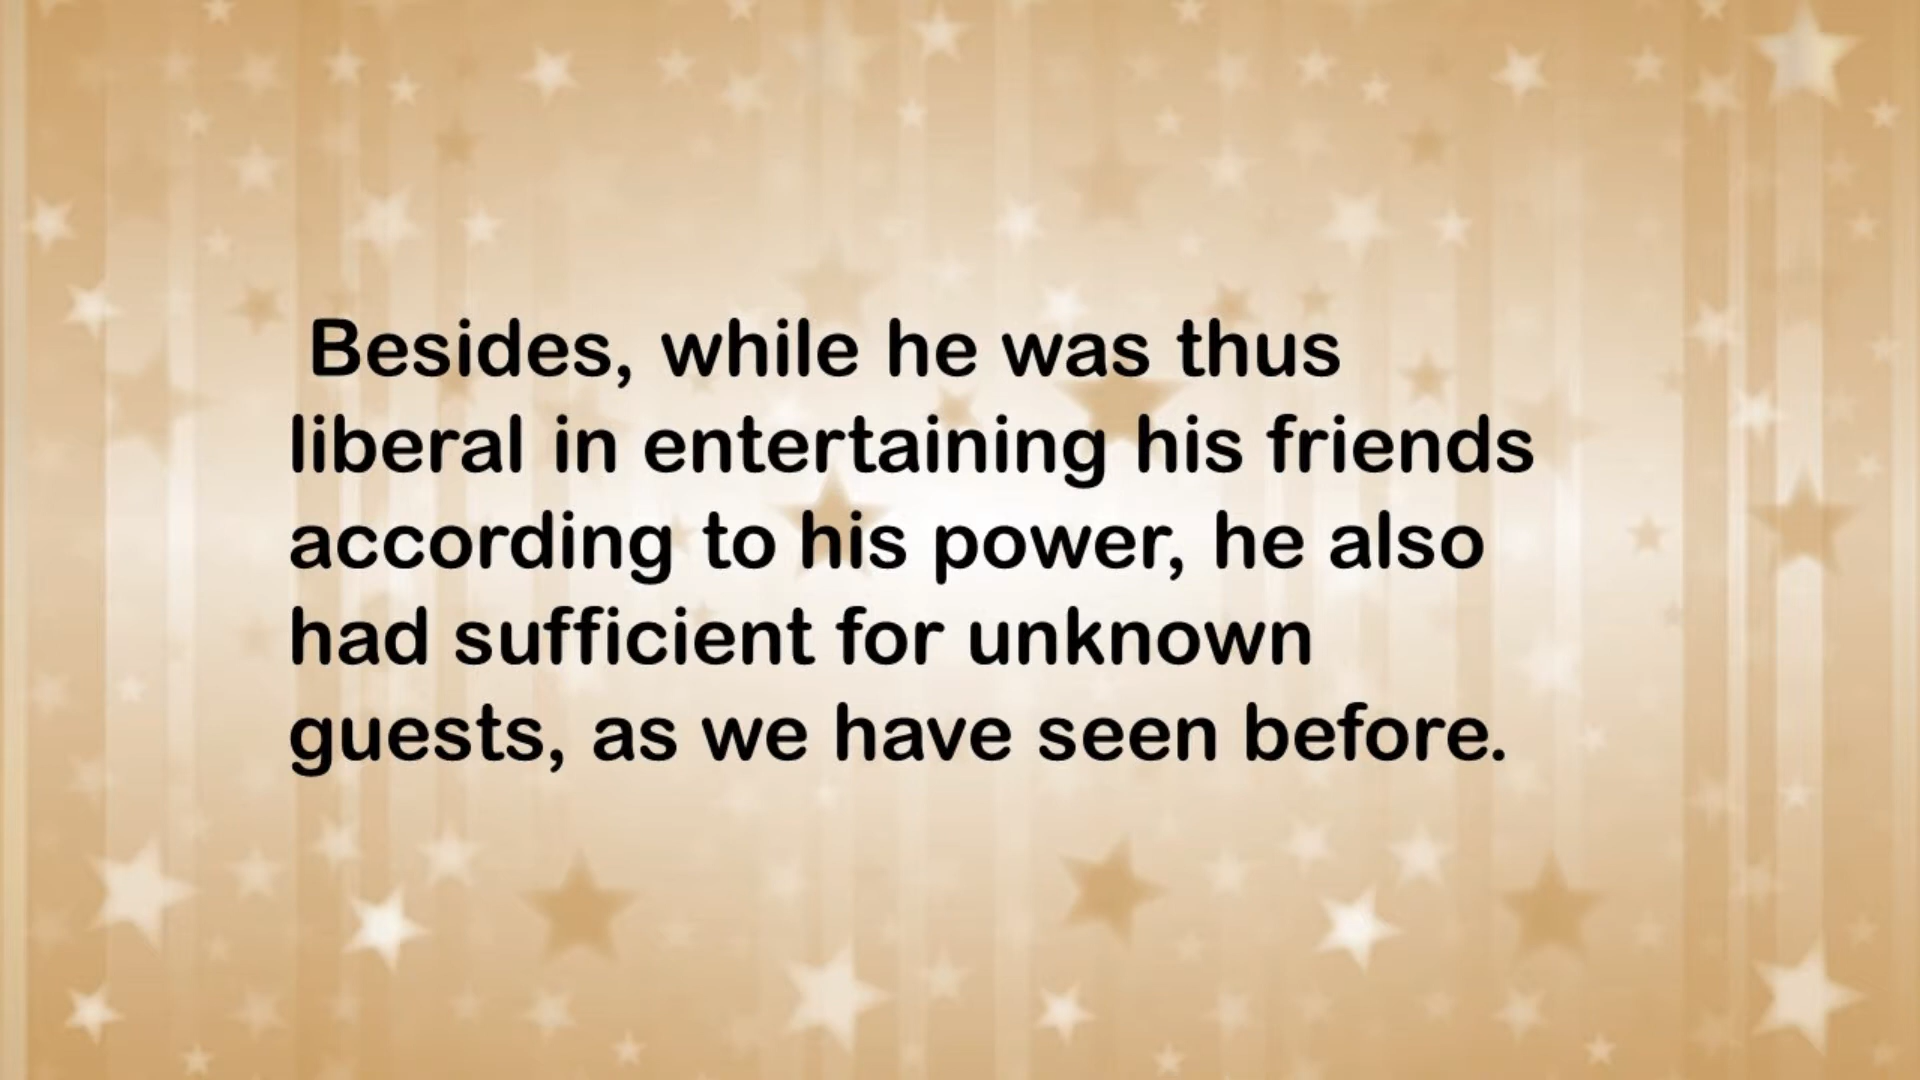 Besides, while he was thus
liberal in entertaining his friends
according to his power, he also
had sufficient for unknown
guests, as we have seen before.